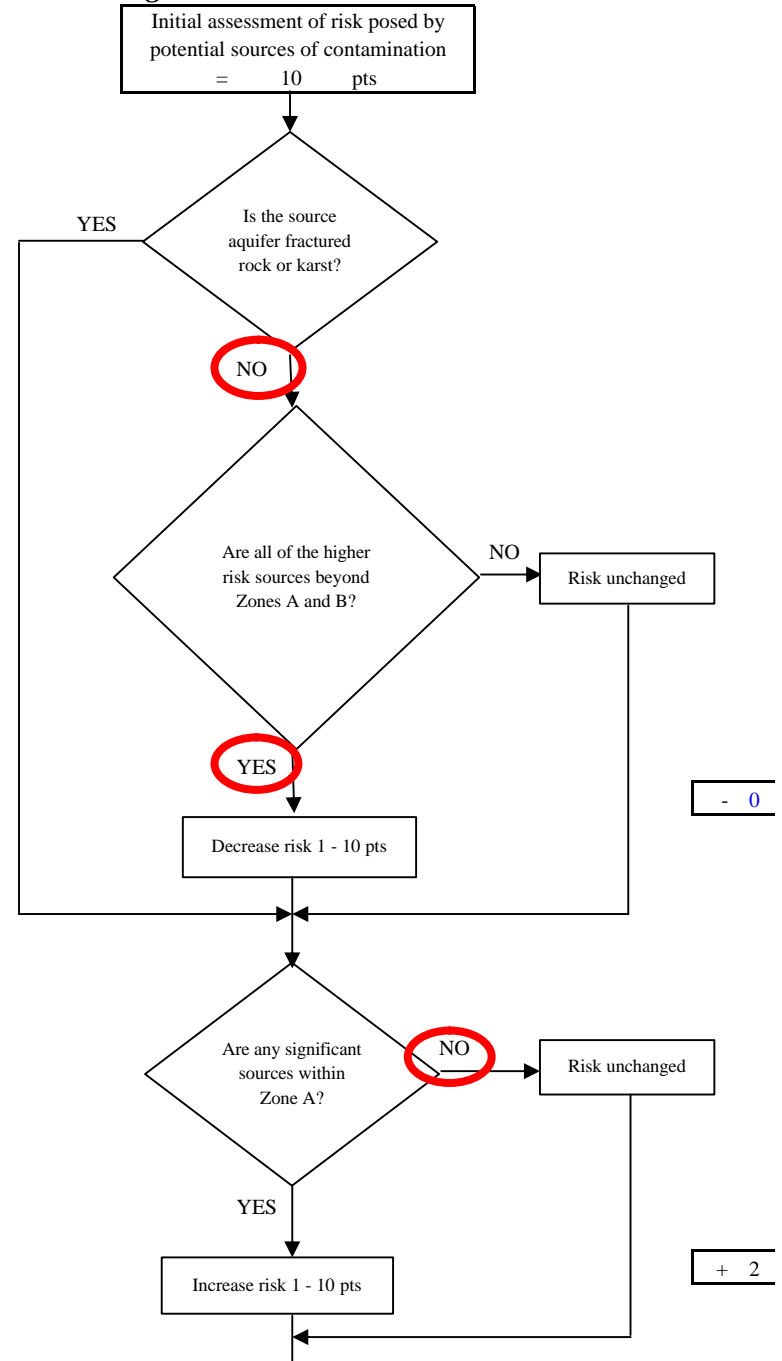 Initial assessment of risk posed by
potential sources of contamination
= 10 pts
YES
Is the source
aquifer fractured
rock or karst?
NO
Are all of the higher
risk sources beyond
Zones A and B?
NO
Risk unchanged
YES
- 0
Decrease risk 1 - 10 pts
Are any significant
sources within
Zone A?
NO
Risk unchanged
YES
+ 2
Increase risk 1 - 10 pts